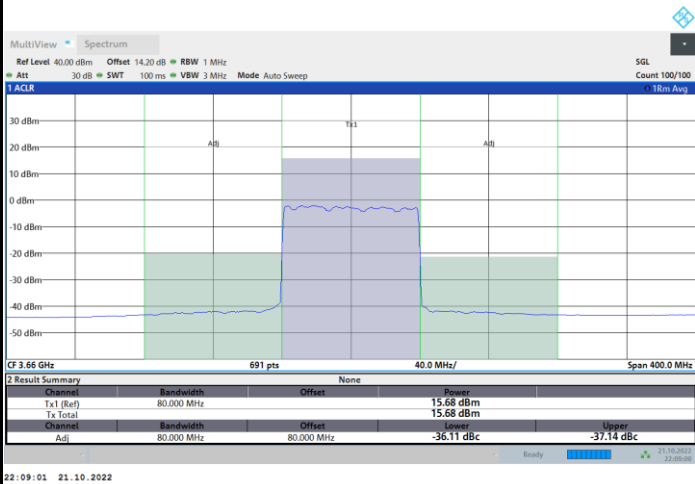 MultiView Spectrum
Ref Level 40.00 dBm Offset 14.20 dB RBW 1 MHz SGL
Att 30 dB SWT 100 ms VBW 3 MHz Mode Auto Sweep Count 100/100
1 ACLR 1Rm Avg
30 dBm
Tx1
20 dBm
Adj Adj
10 dBm
0 dBm
-10 dBm
-20 dBm
-30 dBm
-40 dBm
-50 dBm
CF 3.66 GHz 691 pts 40.0 MHz/ Span 400.0 MHz
2 Result Summary None
Channel Bandwidth Offset Power
Tx1 (Ref) 80.000 MHz 15.68 dBm
Tx Total 15.68 dBm
Channel Bandwidth Offset Lower Upper
Adj 80.000 MHz 80.000 MHz -36.11 dBc -37.14 dBc
Ready 21.10.2022
22:09:00
22:09:01 21.10.2022